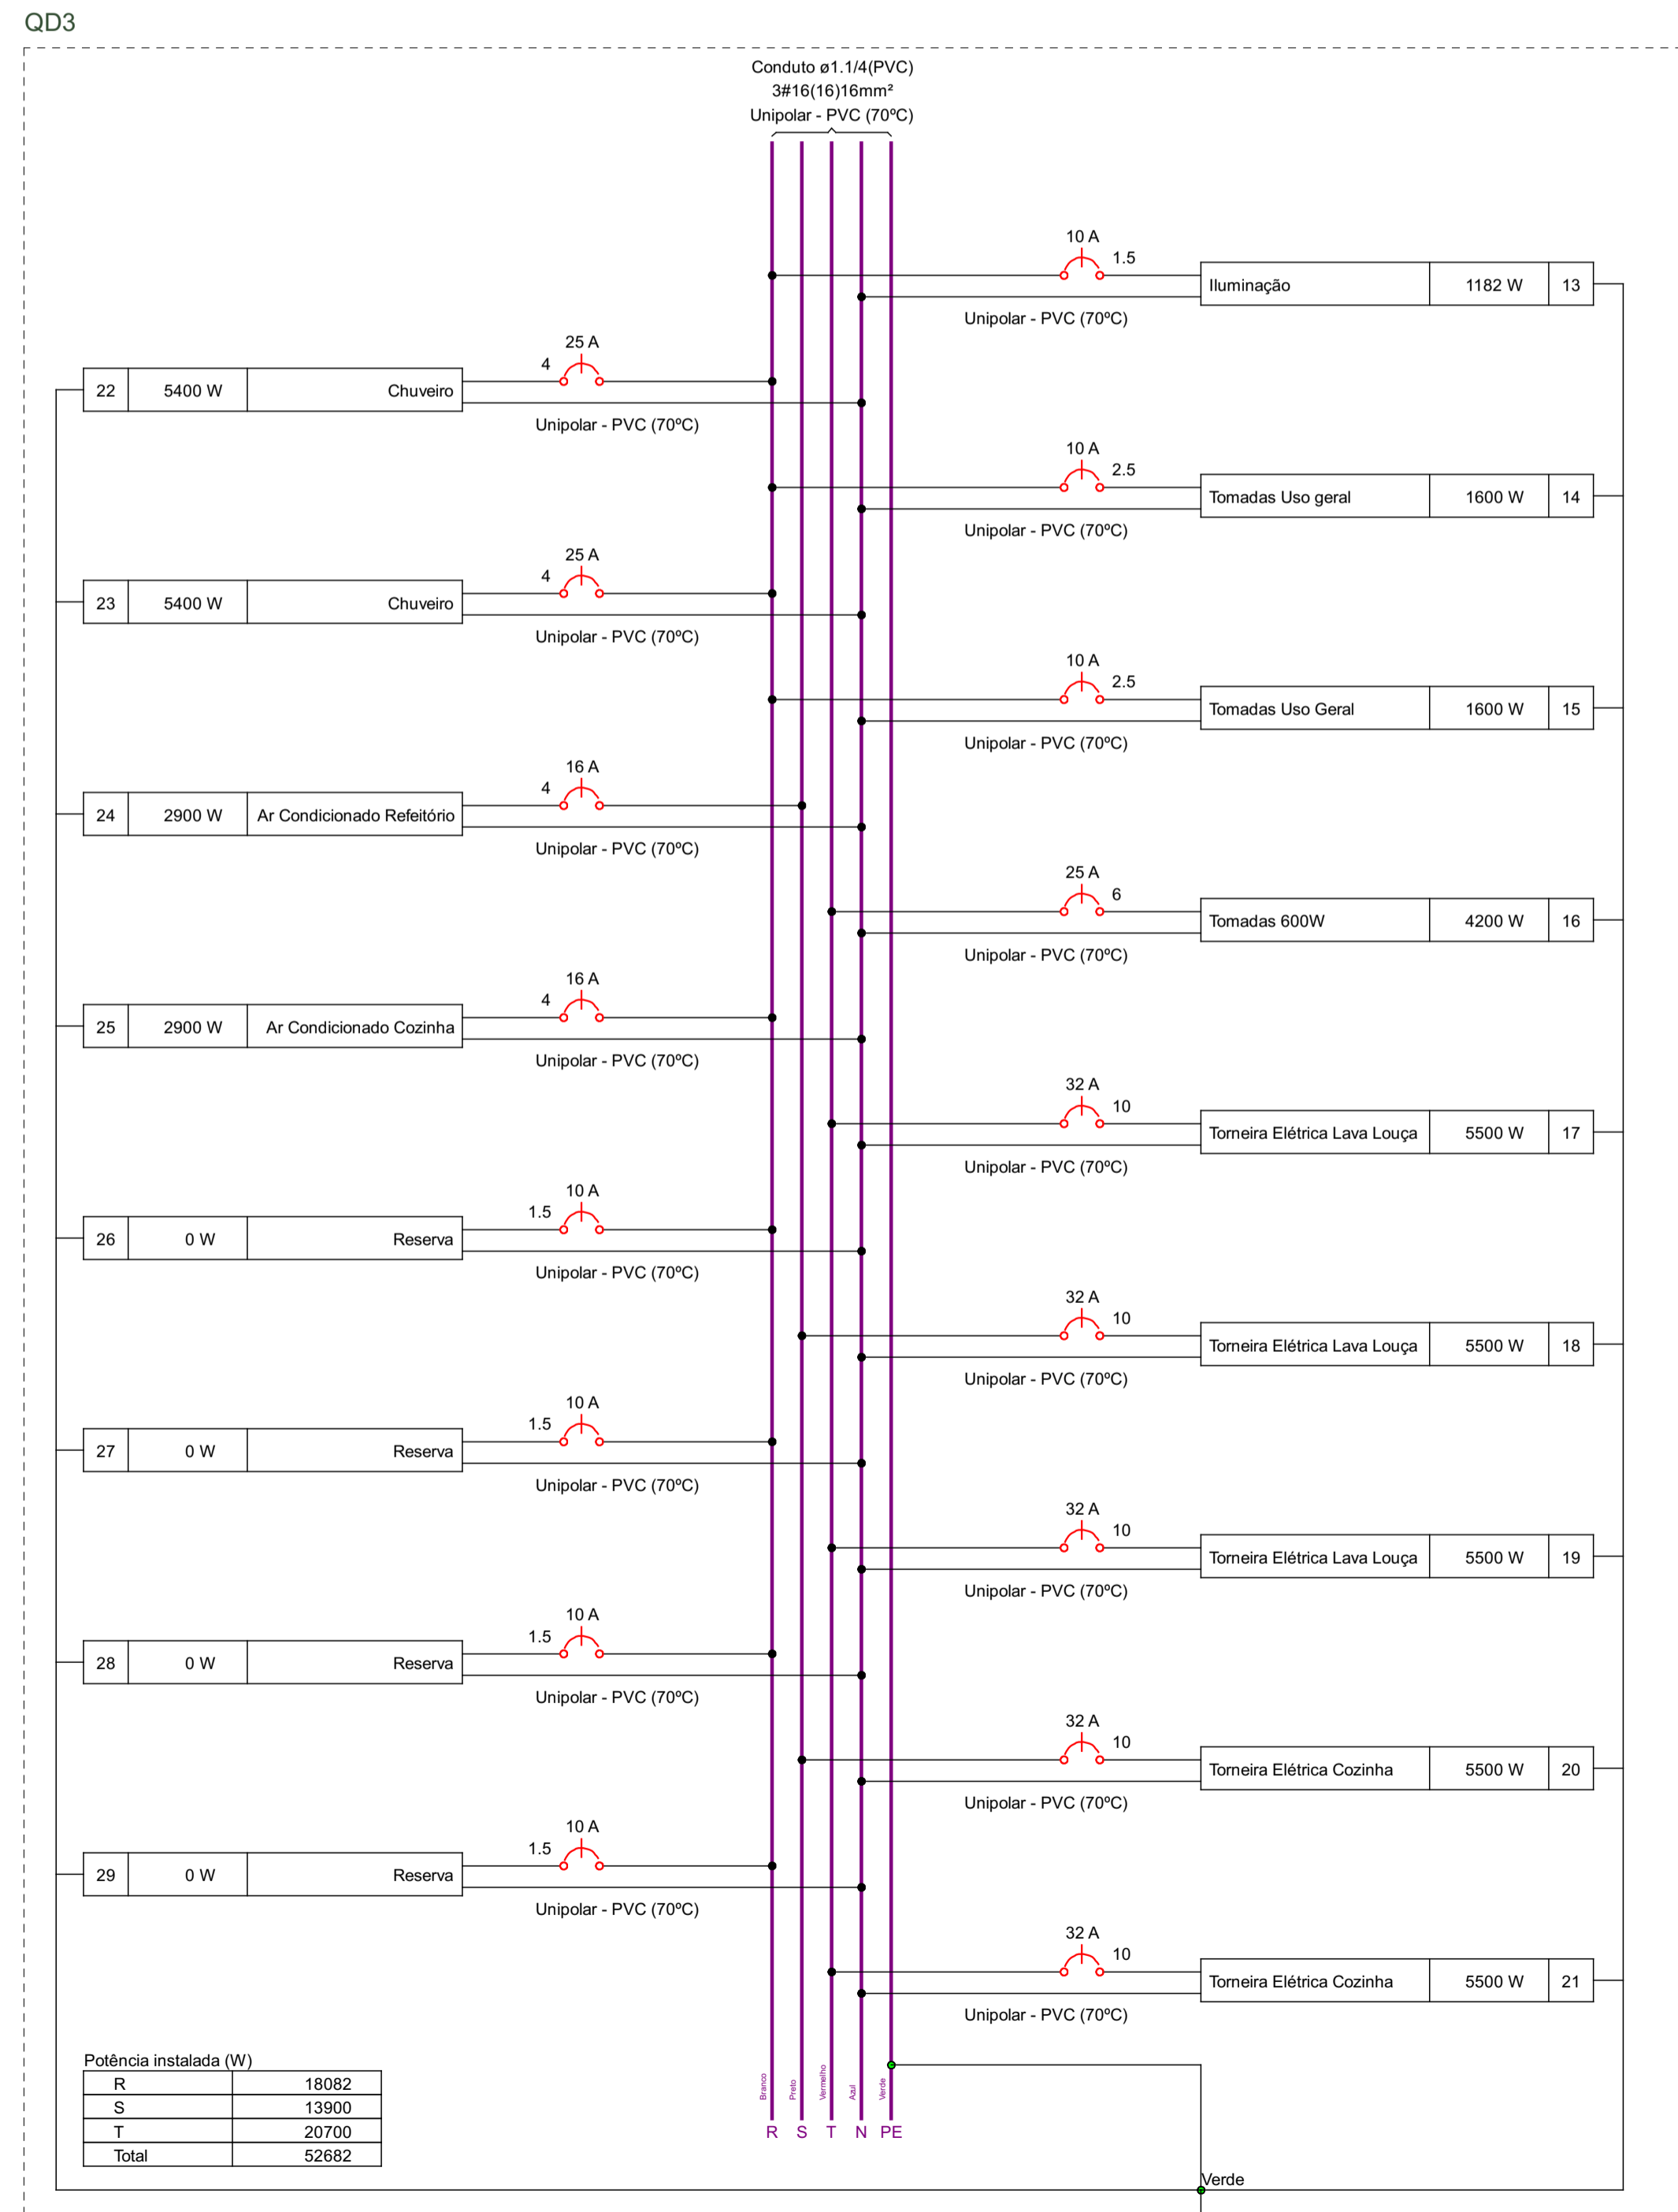 QD3
Conduto ø1.1/4(PVC)
3#16(16)16mm²
Unipolar - PVC (70ºC)
10 A
1.5
Iluminação 1182 W 13
Unipolar - PVC (70ºC)
25 A
4
22 5400 W Chuveiro
Unipolar - PVC (70ºC)
10 A
2.5
Tomadas Uso geral 1600 W 14
Unipolar - PVC (70ºC)
25 A
4
23 5400 W Chuveiro
Unipolar - PVC (70ºC)
10 A
2.5
Tomadas Uso Geral 1600 W 15
Unipolar - PVC (70ºC)
16 A
4
24 2900 W Ar Condicionado Refeitório
Unipolar - PVC (70ºC)
25 A
6
Tomadas 600W 4200 W 16
Unipolar - PVC (70ºC)
16 A
4
25 2900 W Ar Condicionado Cozinha
Unipolar - PVC (70ºC)
32 A
10
Torneira Elétrica Lava Louça 5500 W 17
Unipolar - PVC (70ºC)
10 A
1.5
26 0 W Reserva
Unipolar - PVC (70ºC)
32 A
10
Torneira Elétrica Lava Louça 5500 W 18
Unipolar - PVC (70ºC)
10 A
1.5
27 0 W Reserva
Unipolar - PVC (70ºC)
32 A
10
Torneira Elétrica Lava Louça 5500 W 19
Unipolar - PVC (70ºC)
10 A
1.5
28 0 W Reserva
Unipolar - PVC (70ºC)
32 A
10
Torneira Elétrica Cozinha 5500 W 20
Unipolar - PVC (70ºC)
10 A
1.5
29 0 W Reserva
Unipolar - PVC (70ºC)
32 A
10
Torneira Elétrica Cozinha 5500 W 21
Unipolar - PVC (70ºC)
Potência instalada (W)
R 18082
S 13900
T 20700
Total 52682
Branco Preto Vermelho Azul Verde
R S T N PE
Verde